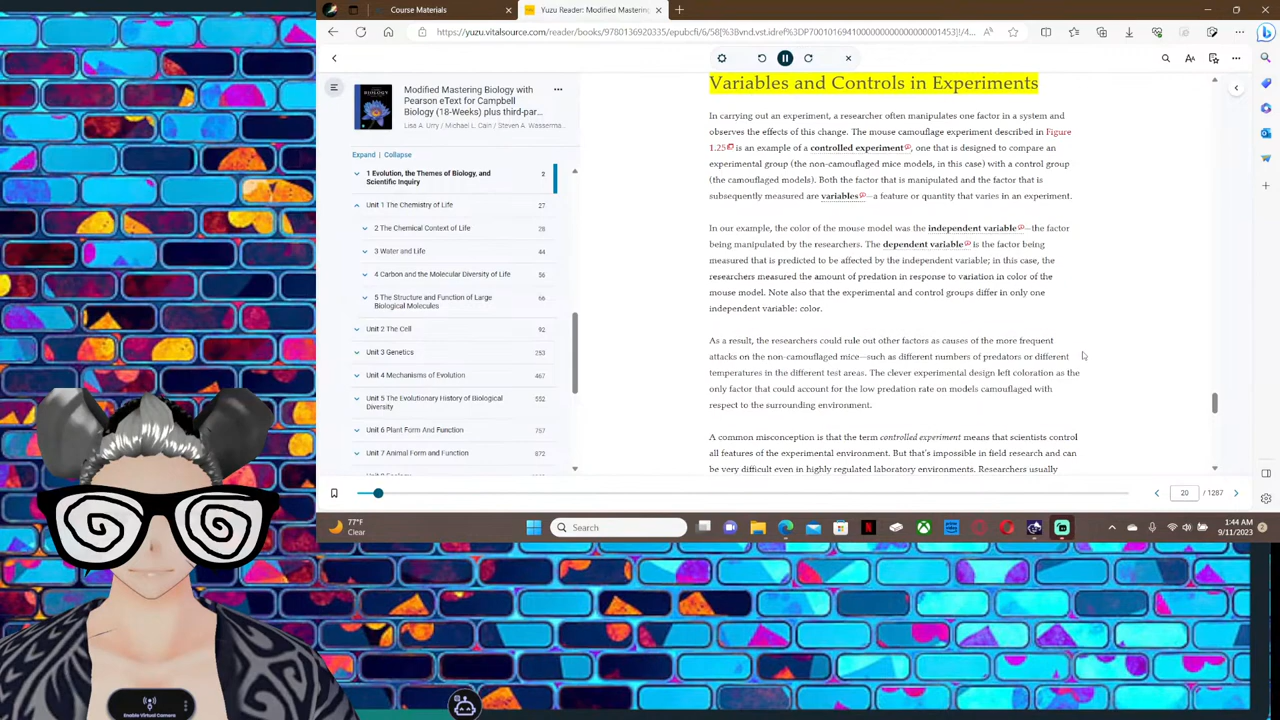 Course Materials
Yuzu Reader: Modified Mastering
https://yuzu.vitalsource.com/reader/books/9780136920335/epubcfi/6/58[%3Bvnd.vst.idref%3DP7001016941000000000000000001453]!/4...
Modified Mastering Biology with
Pearson eText for Campbell
Biology (18-Weeks) plus third-par...
Lisa A. Urry / Michael L. Cain / Steven A. Wasserma...
Expand | Collapse
1 Evolution, the Themes of Biology, and 2
Scientific Inquiry
Unit 1 The Chemistry of Life 27
2 The Chemical Context of Life 28
3 Water and Life 44
4 Carbon and the Molecular Diversity of Life 56
5 The Structure and Function of Large 66
Biological Molecules
Unit 2 The Cell 92
Unit 3 Genetics 253
Unit 4 Mechanisms of Evolution 467
Unit 5 The Evolutionary History of Biological 552
Diversity
Unit 6 Plant Form And Function 757
Unit 7 Animal Form and Function 872
Variables and Controls in Experiments
In carrying out an experiment, a researcher often manipulates one factor in a system and
observes the effects of this change. The mouse camouflage experiment described in Figure
1.25 is an example of a controlled experiment, one that is designed to compare an
experimental group (the non-camouflaged mice models, in this case) with a control group
(the camouflaged models). Both the factor that is manipulated and the factor that is
subsequently measured are variables—a feature or quantity that varies in an experiment.
In our example, the color of the mouse model was the independent variable—the factor
being manipulated by the researchers. The dependent variable is the factor being
measured that is predicted to be affected by the independent variable; in this case, the
researchers measured the amount of predation in response to variation in color of the
mouse model. Note also that the experimental and control groups differ in only one
independent variable: color.
As a result, the researchers could rule out other factors as causes of the more frequent
attacks on the non-camouflaged mice—such as different numbers of predators or different
temperatures in the different test areas. The clever experimental design left coloration as the
only factor that could account for the low predation rate on models camouflaged with
respect to the surrounding environment.
A common misconception is that the term controlled experiment means that scientists control
all features of the experimental environment. But that's impossible in field research and can
be very difficult even in highly regulated laboratory environments. Researchers usually
20 / 1287
77°F
Clear
Search
1:44 AM
9/11/2023
Enable Virtual Camera